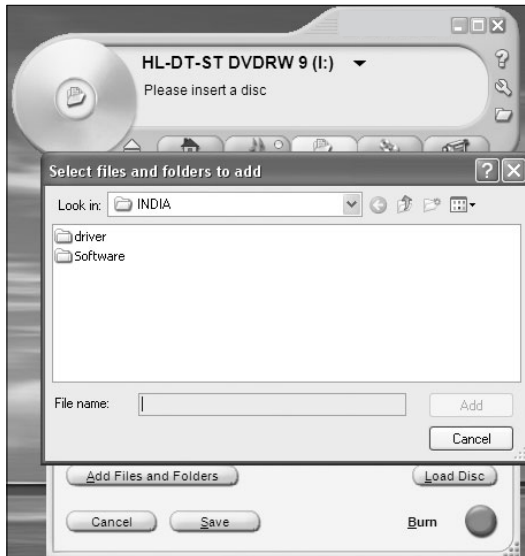 HL-DT-ST DVDRW 9 (I:)
Please insert a disc
Select files and folders to add
Look in: INDIA
driver
Software
File name: Add
Cancel
Add Files and Folders Load Disc
Cancel Save Burn